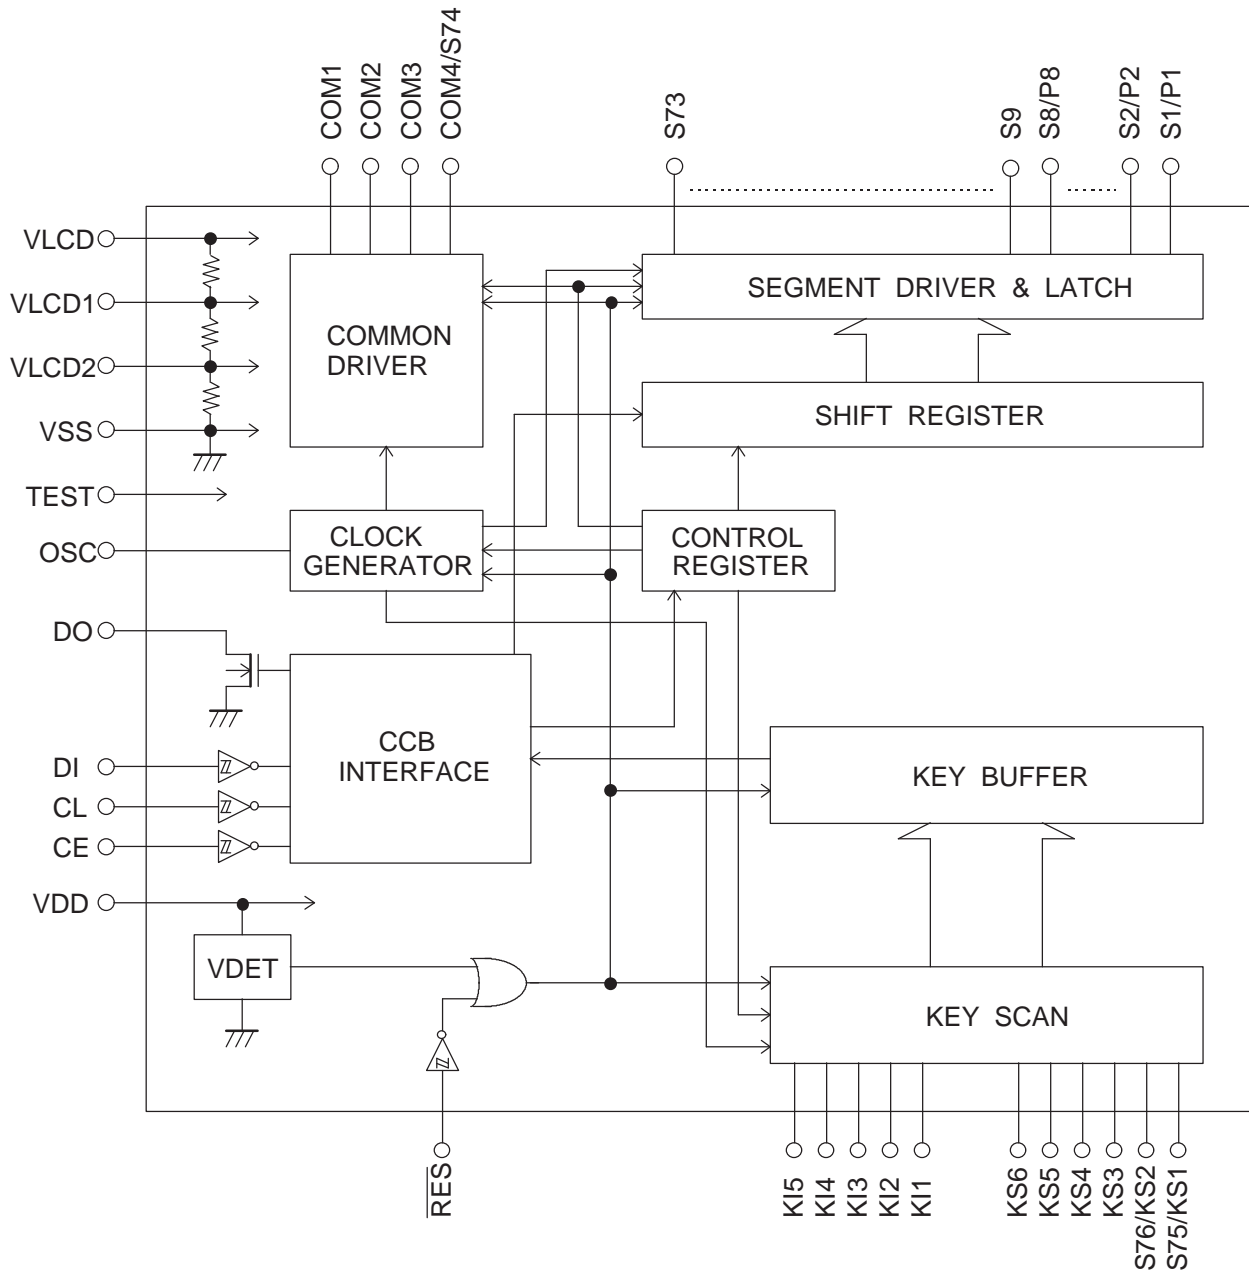 COM1
COM2
COM3
COM4/S74
S73
S9
S8/P8
S2/P2
S1/P1
VLCD
VLCD1
VLCD2
VSS
TEST
OSC
DO
DI
CL
CE
VDD
COMMON
DRIVER
SEGMENT DRIVER & LATCH
SHIFT REGISTER
CLOCK
GENERATOR
CONTROL
REGISTER
CCB
INTERFACE
KEY BUFFER
VDET
KEY SCAN
RES
KI5
KI4
KI3
KI2
KI1
KS6
KS5
KS4
KS3
S76/KS2
S75/KS1